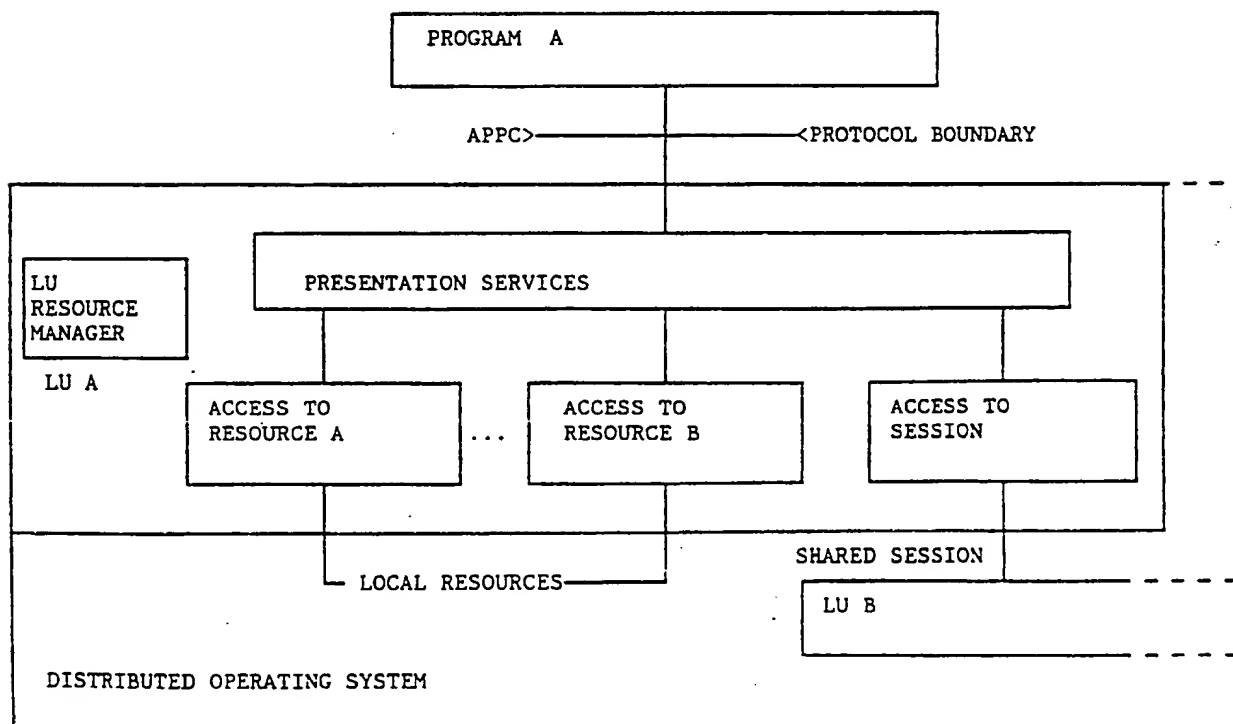 PROGRAM A
APPC>
<PROTOCOL BOUNDARY
PRESENTATION SERVICES
LU
RESOURCE
MANAGER
LU A
ACCESS TO
RESOURCE A
...
ACCESS TO
RESOURCE B
ACCESS TO
SESSION
SHARED SESSION
LOCAL RESOURCES
LU B
DISTRIBUTED OPERATING SYSTEM